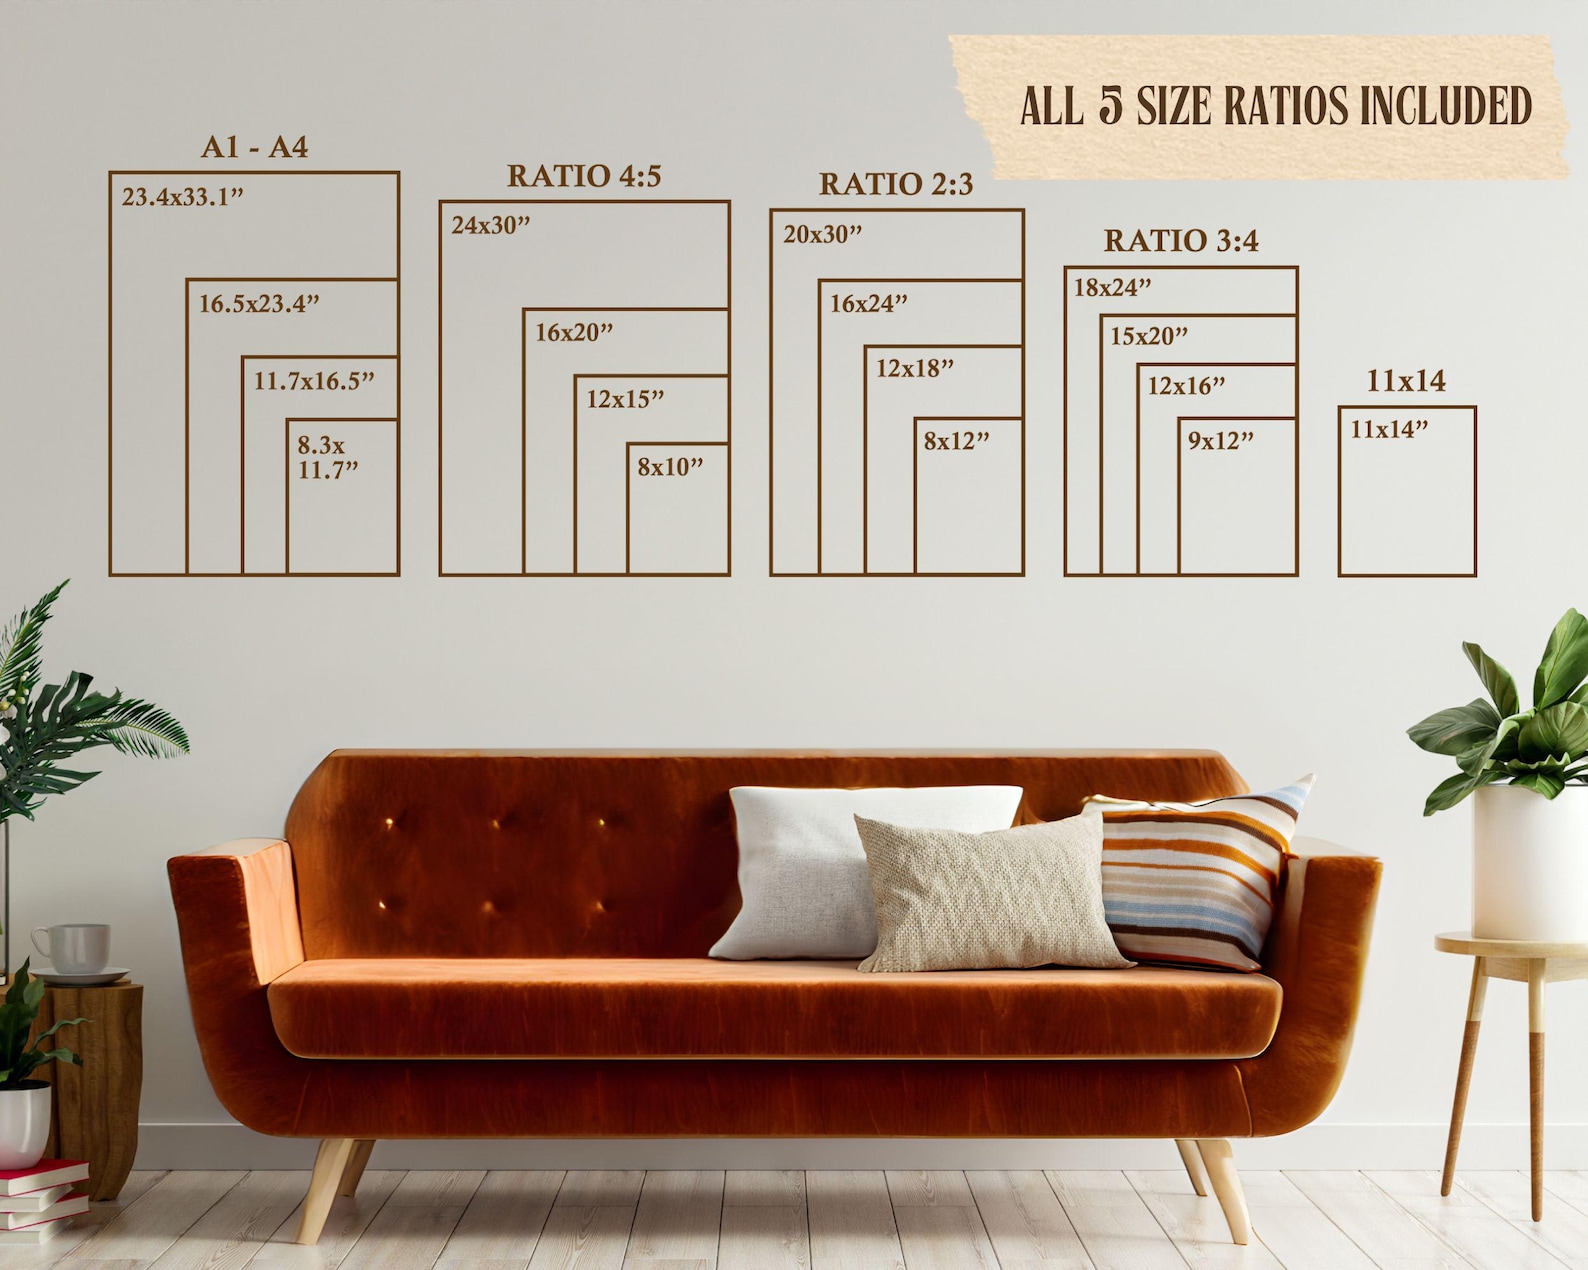 ALL 5 SIZE RATIOS INCLUDED
A1 - A4
23.4x33.1”
16.5x23.4”
11.7x16.5”
8.3x
11.7”
RATIO 4:5
24x30”
16x20”
12x15”
8x10”
RATIO 2:3
20x30”
16x24”
12x18”
8x12”
RATIO 3:4
18x24”
15x20”
12x16”
9x12”
11x14
11x14”